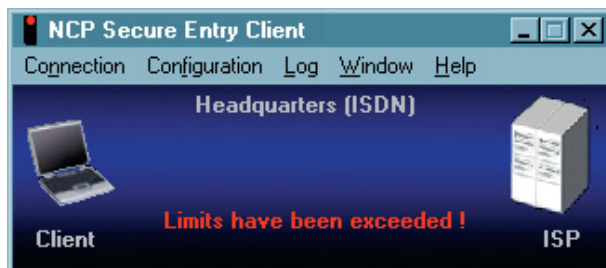 NCP Secure Entry Client
Connection Configuration Log Window Help
Headquarters (ISDN)
Limits have been exceeded !
Client ISP